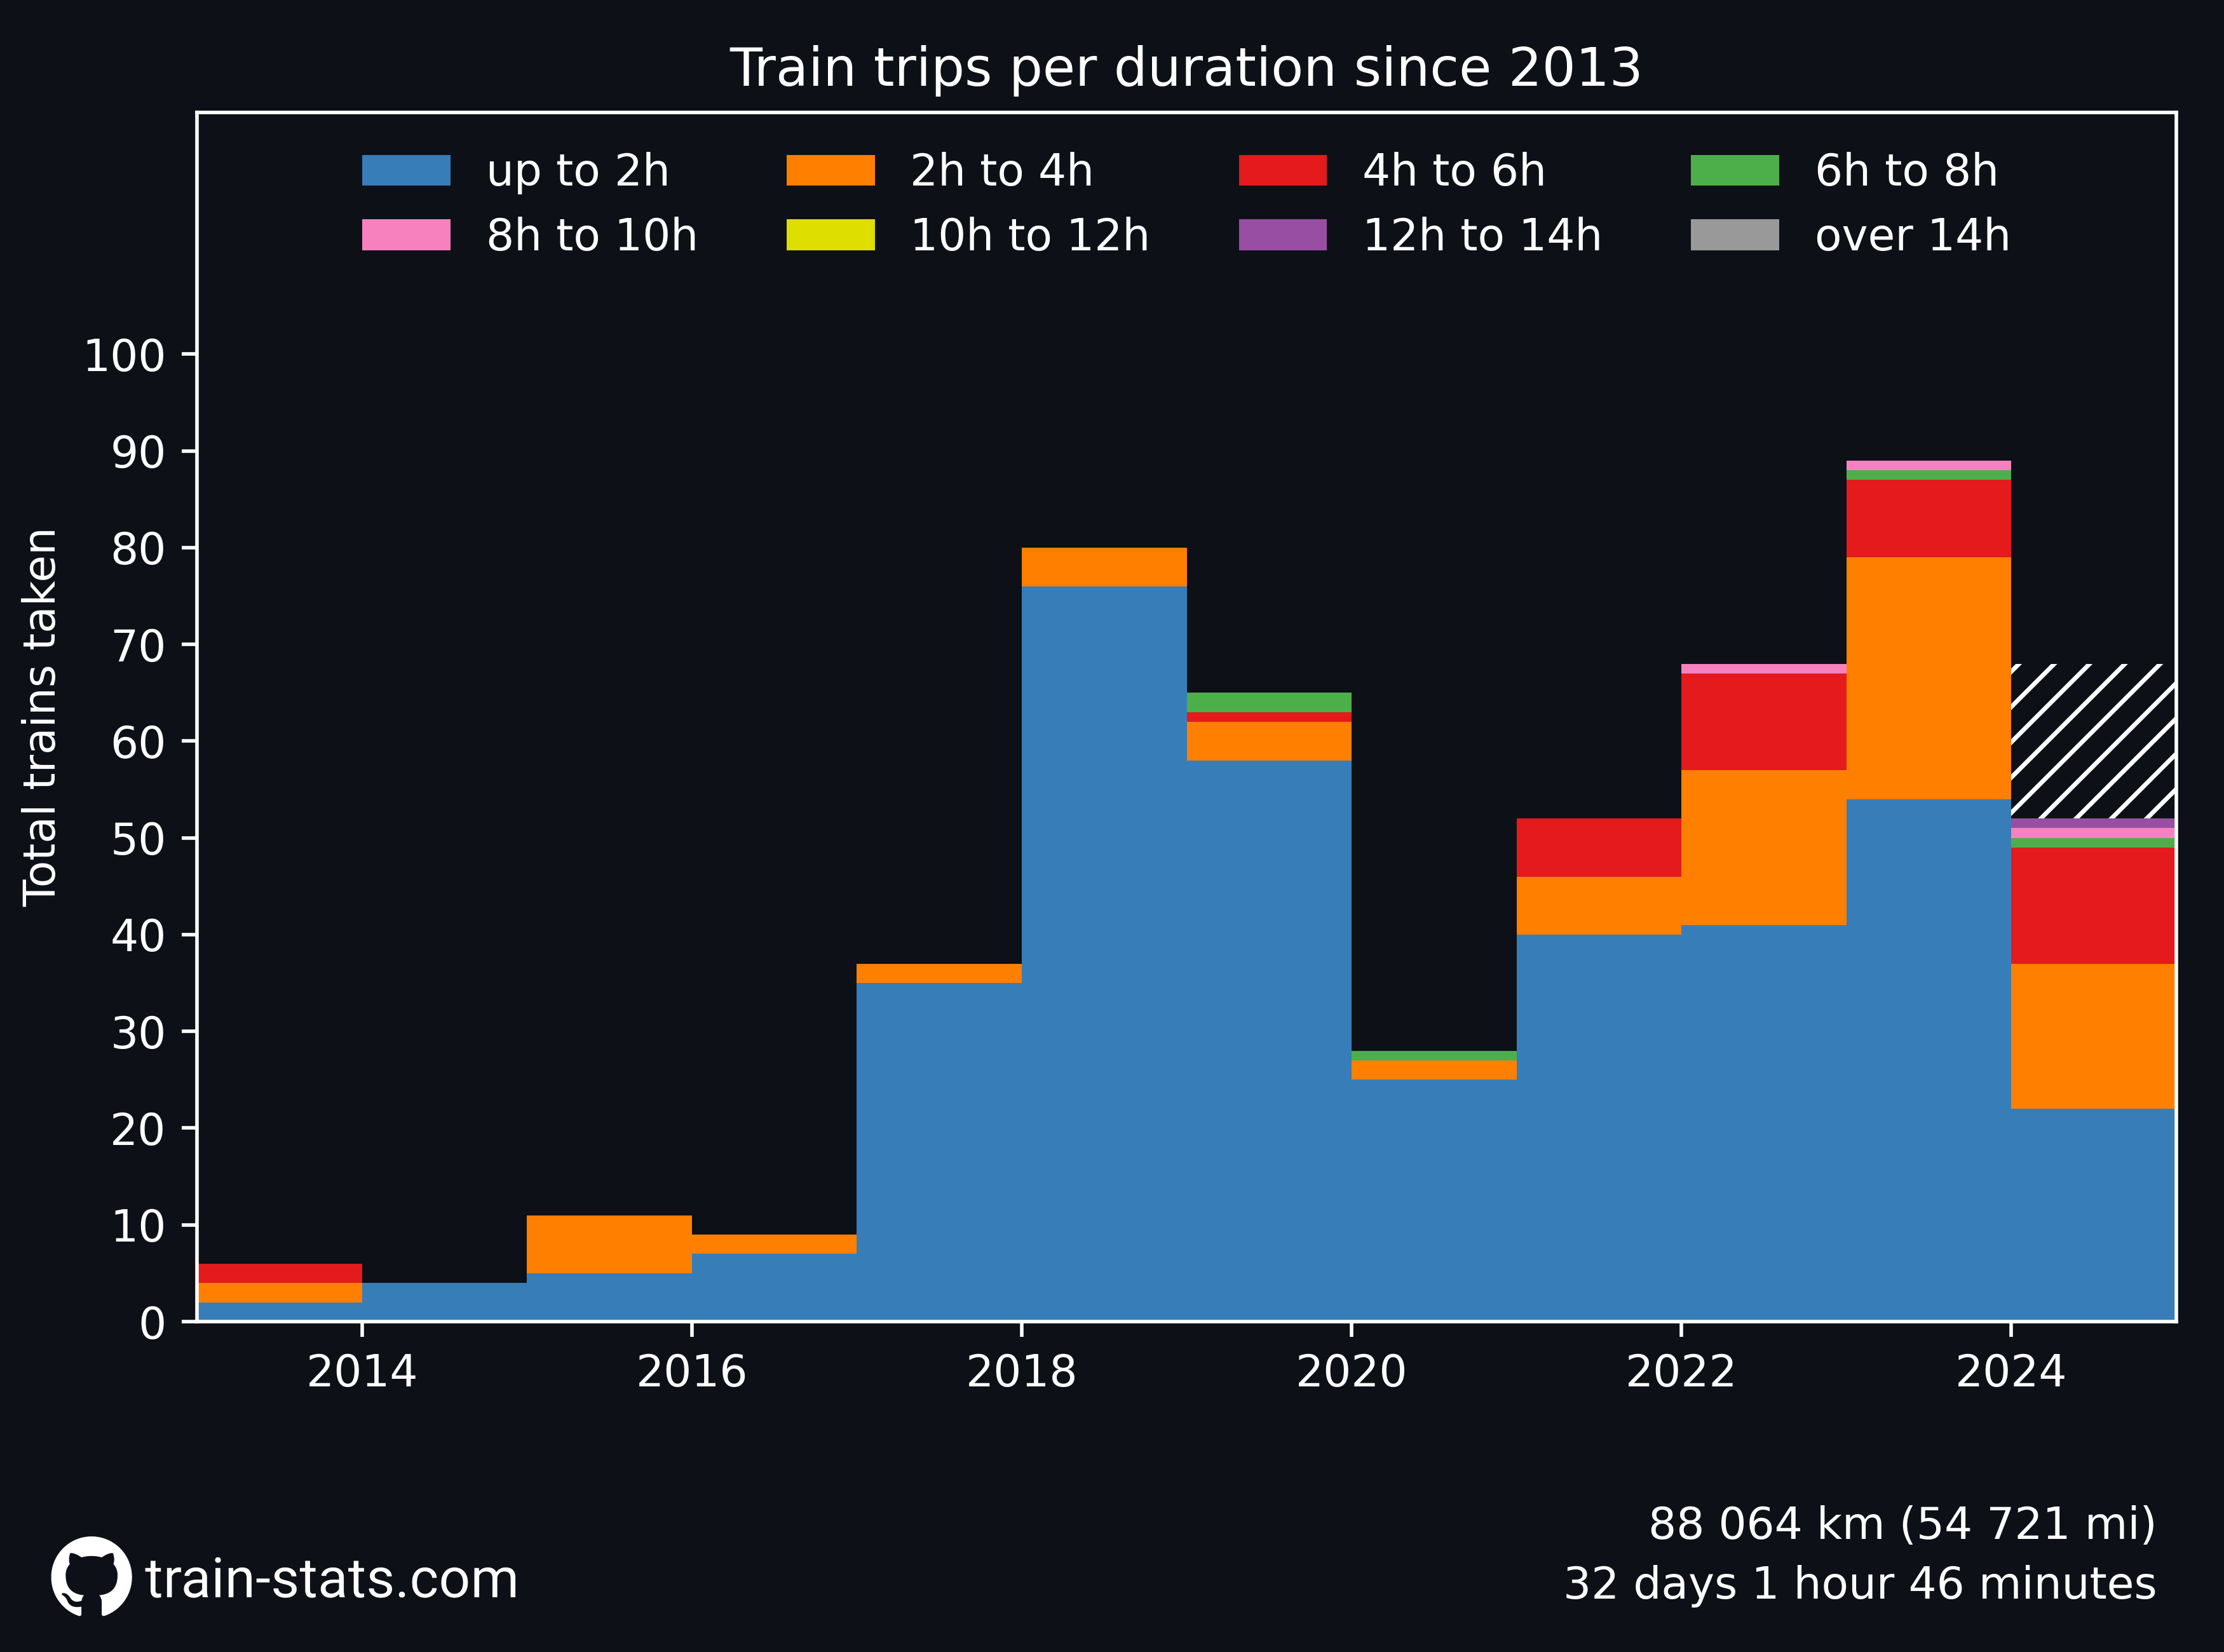 Train trips per duration since 2013
up to 2h 2h to 4h 4h to 6h 6h to 8h
8h to 10h 10h to 12h 12h to 14h over 14h
Total trains taken
100
90
80
70
60
50
40
30
20
10
0
2014 2016 2018 2020 2022 2024
88 064 km (54 721 mi)
train-stats.com
32 days 1 hour 46 minutes